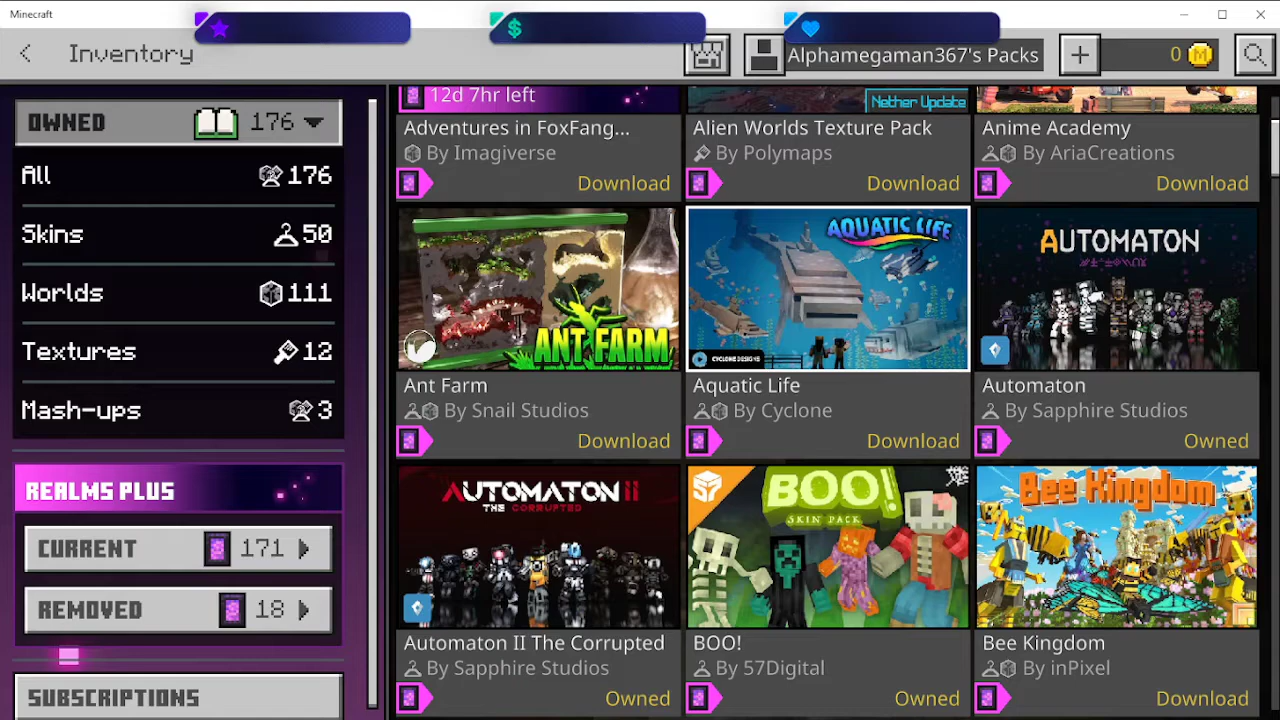 Minecraft
Inventory
Alphamegaman367's Packs
0
OWNED 176
All 176
Skins 50
Worlds 111
Textures 12
Mash-ups 3
REALMS PLUS
CURRENT 171
REMOVED 18
SUBSCRIPTIONS
12d 7hr left
Adventures in FoxFang...
By Imagiverse
Download
Nether Update
Alien Worlds Texture Pack
By Polymaps
Download
Anime Academy
By AriaCreations
Download
ANT FARM
Ant Farm
By Snail Studios
Download
AQUATIC LIFE
CYCLONE DESIGNS
Aquatic Life
By Cyclone
Download
AUTOMATON
Automaton
By Sapphire Studios
Owned
AUTOMATON II
THE CORRUPTED
Automaton II The Corrupted
By Sapphire Studios
Owned
BOO!
SKIN PACK
BOO!
By 57Digital
Owned
Bee Kingdom
Bee Kingdom
By inPixel
Download